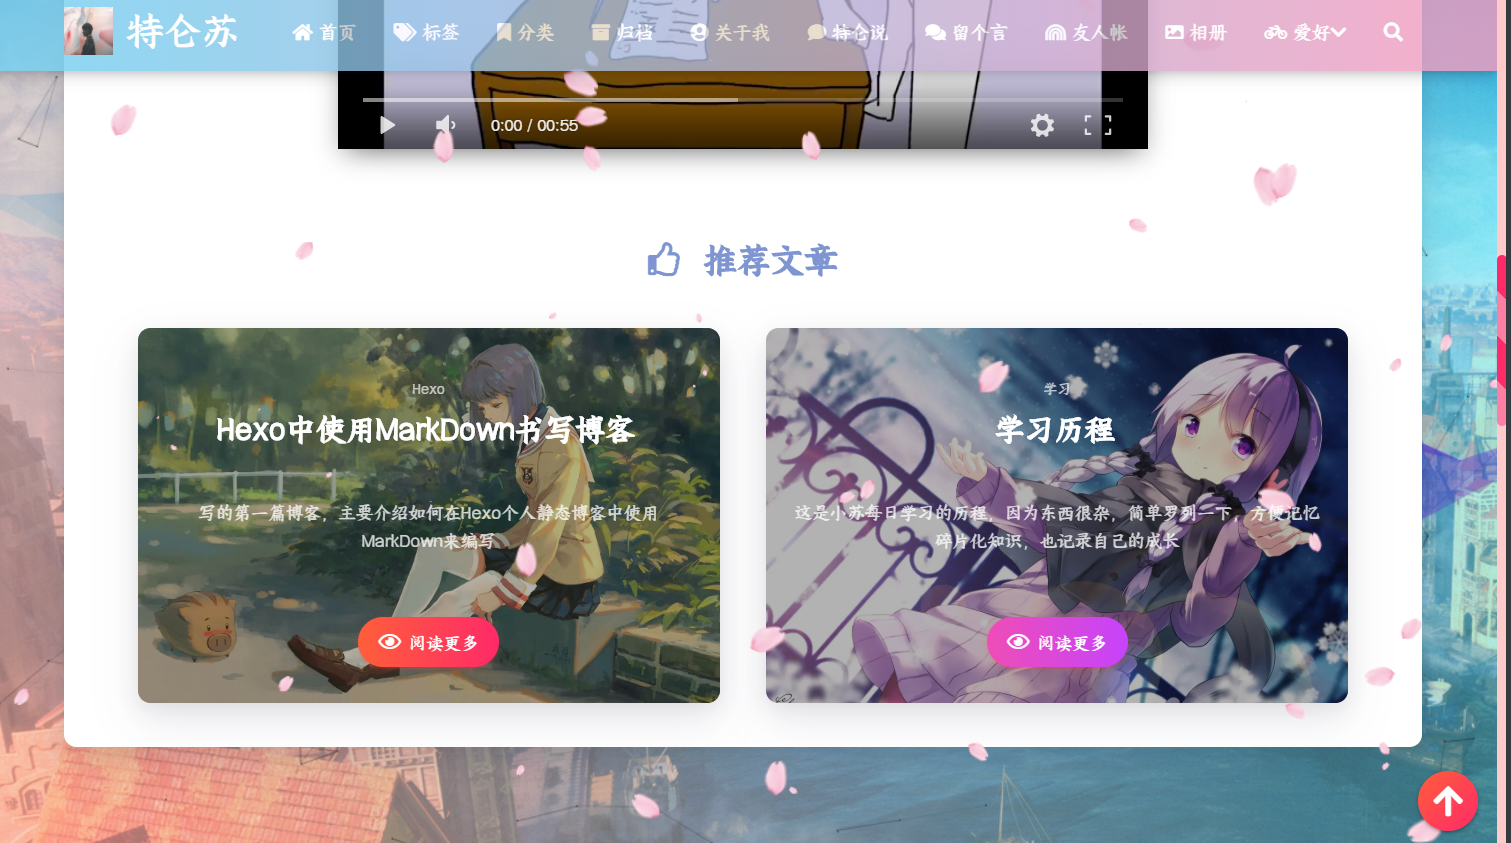 特仑苏
首页
标签
分类
归档
关于我
特仑说
留个言
友人帐
相册
爱好
0:00 / 00:55
推荐文章
Hexo
Hexo中使用MarkDown书写博客
写的第一篇博客，主要介绍如何在Hexo个人静态博客中使用
MarkDown来编写
阅读更多
学习
学习历程
这是小苏每日学习的历程，因为东西很杂，简单罗列一下，方便记忆
碎片化知识，也记录自己的成长
阅读更多